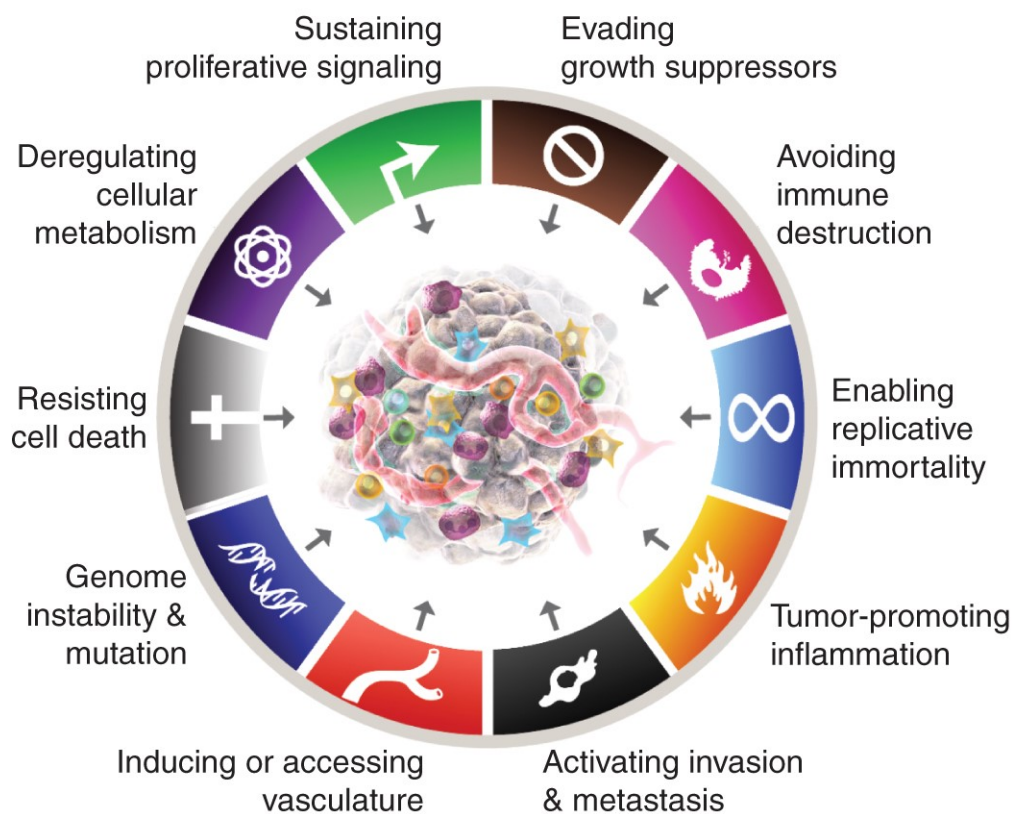 Sustaining
proliferative signaling
Evading
growth suppressors
Avoiding
immune
destruction
Enabling
replicative
immortality
Tumor-promoting
inflammation
Activating invasion
& metastasis
Inducing or accessing
vasculature
Genome
instability &
mutation
Resisting
cell death
Deregulating
cellular
metabolism